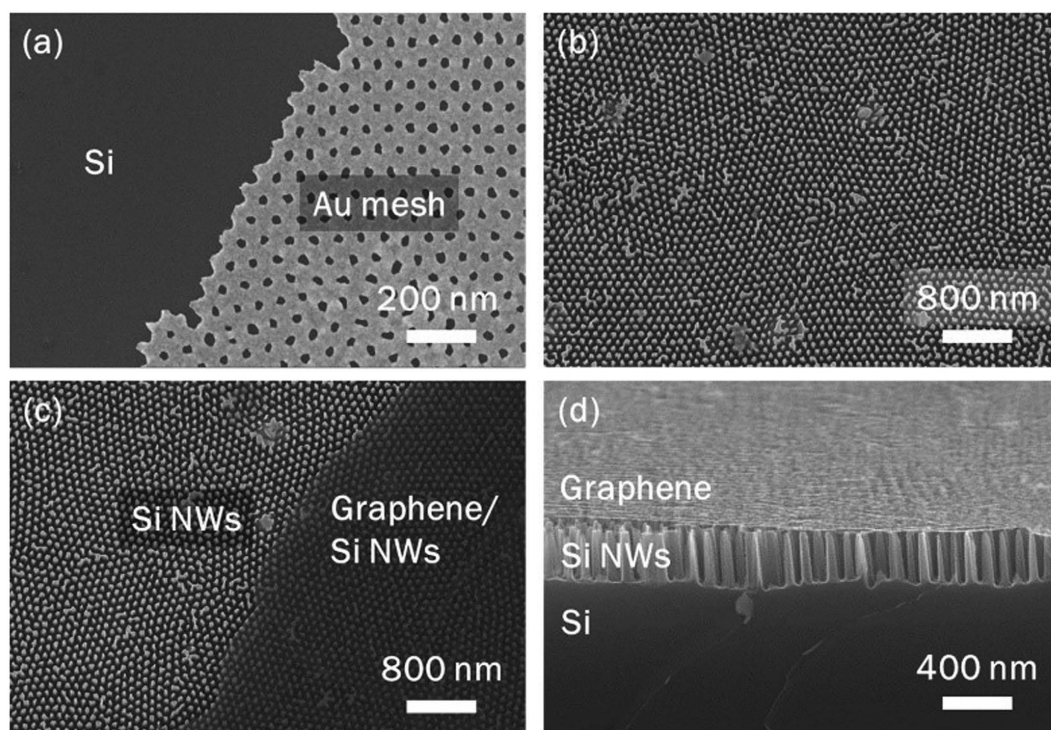 (a)
Si
Au mesh
200 nm
(b)
800 nm
(c)
Si NWs
Graphene/
Si NWs
800 nm
(d)
Graphene
Si NWs
Si
400 nm